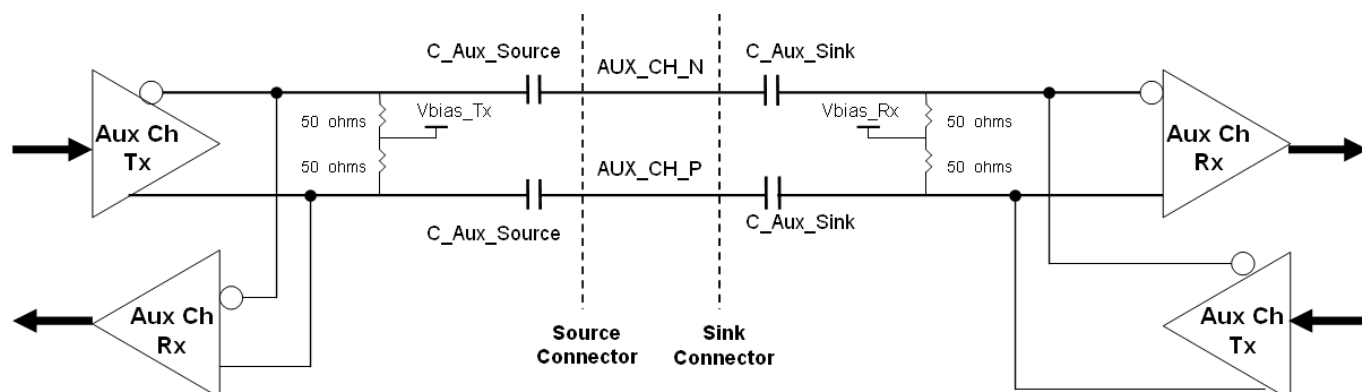 C_Aux_Source
AUX_CH_N
C_Aux_Sink
Aux Ch
Tx
50 ohms
Vbias_Tx
50 ohms
Vbias_Rx
50 ohms
50 ohms
Aux Ch
Rx
AUX_CH_P
C_Aux_Source
C_Aux_Sink
Aux Ch
Rx
Source
Connector
Sink
Connector
Aux Ch
Tx